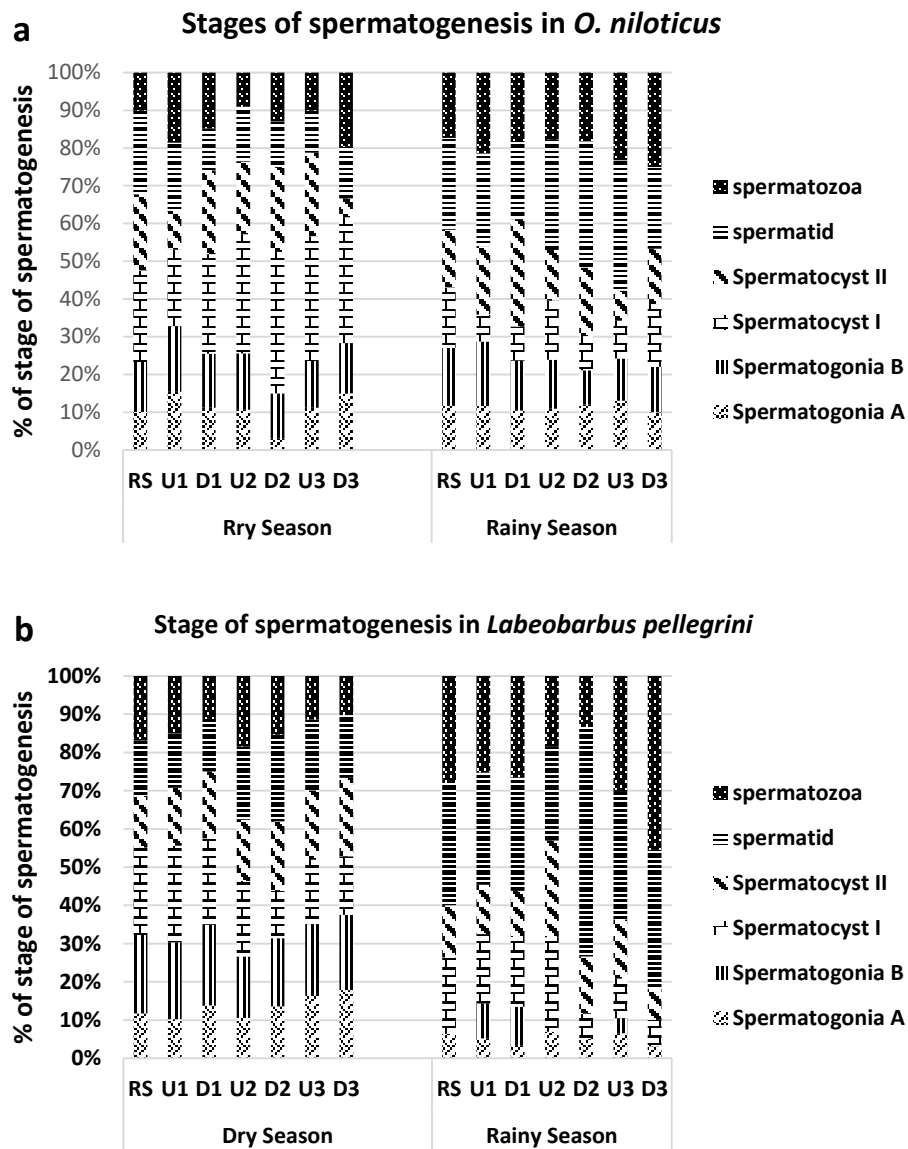 a
Stages of spermatogenesis in O. niloticus
% of stage of spermatogenesis
100%
90%
80%
70%
60%
50%
40%
30%
20%
10%
0%
RS U1 D1 U2 D2 U3 D3 RS U1 D1 U2 D2 U3 D3
Rry Season Rainy Season
spermatozoa
spermatid
Spermatocyst II
Spermatocyst I
Spermatogonia B
Spermatogonia A
b
Stage of spermatogenesis in Labeobarbus pellegrini
% of stage of spermatogenesis
100%
90%
80%
70%
60%
50%
40%
30%
20%
10%
0%
RS U1 D1 U2 D2 U3 D3 RS U1 D1 U2 D2 U3 D3
Dry Season Rainy Season
spermatozoa
spermatid
Spermatocyst II
Spermatocyst I
Spermatogonia B
Spermatogonia A